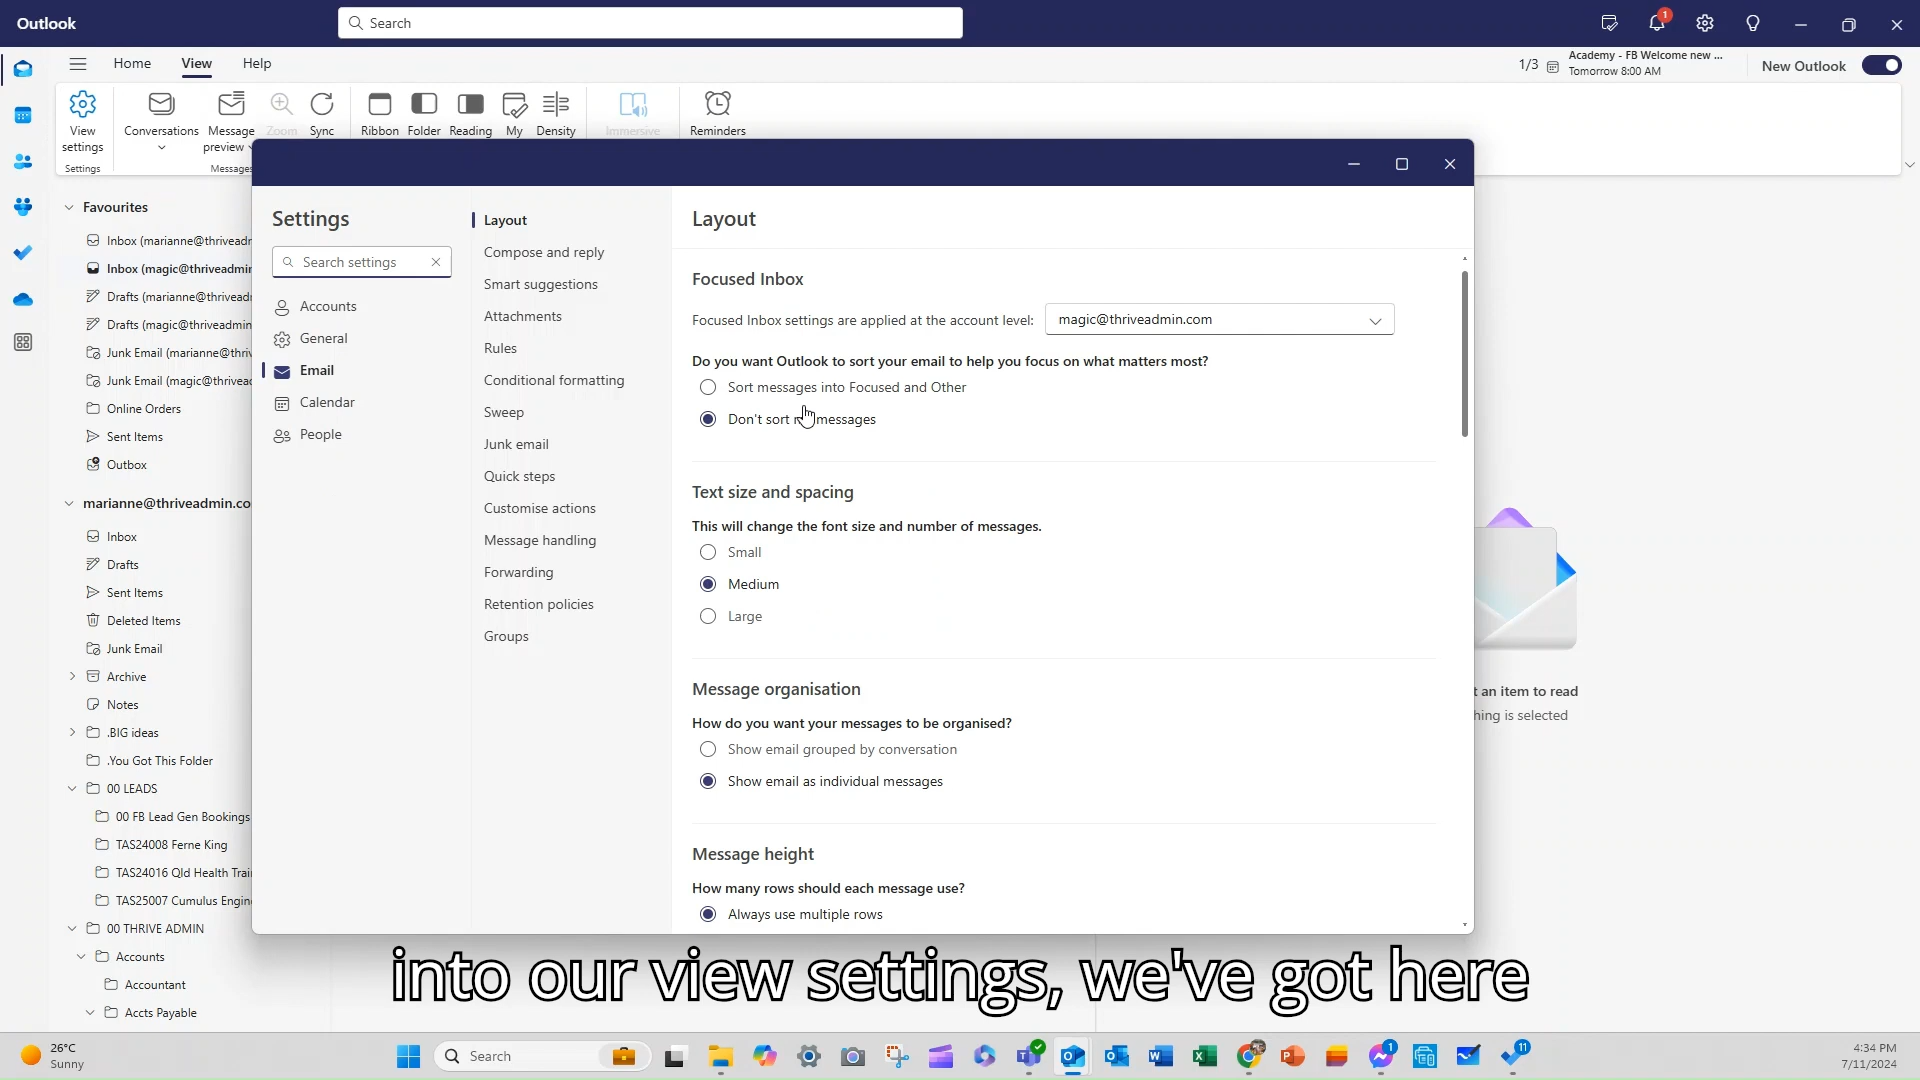 Outlook
Search
1
Home View Help
1/3
Academy - FB Welcome new ...
Tomorrow 8:00 AM
New Outlook
View settings
Conversations
Message preview
Zoom
Sync
Ribbon
Folder
Reading
My
Density
Immersive
Reminders
Settings
Messages
Favourites
Inbox (marianne@thriveadr
Inbox (magic@thriveadmin
Drafts (marianne@thriveadr
Drafts (magic@thriveadmin
Junk Email (marianne@thriv
Junk Email (magic@thrivead
Online Orders
Sent Items
Outbox
marianne@thriveadmin.co
Inbox
Drafts
Sent Items
Deleted Items
Junk Email
Archive
Notes
.BIG ideas
.You Got This Folder
00 LEADS
00 FB Lead Gen Bookings
TAS24008 Ferne King
TAS24016 Qld Health Trai
TAS25007 Cumulus Engin
00 THRIVE ADMIN
Accounts
Accountant
Accts Payable
Settings
Search settings
Accounts
General
Email
Calendar
People
Layout
Compose and reply
Smart suggestions
Attachments
Rules
Conditional formatting
Sweep
Junk email
Quick steps
Customise actions
Message handling
Forwarding
Retention policies
Groups
Layout
Focused Inbox
Focused Inbox settings are applied at the account level: magic@thriveadmin.com
Do you want Outlook to sort your email to help you focus on what matters most?
Sort messages into Focused and Other
Don't sort messages
Text size and spacing
This will change the font size and number of messages.
Small
Medium
Large
Message organisation
How do you want your messages to be organised?
Show email grouped by conversation
Show email as individual messages
Message height
How many rows should each message use?
Always use multiple rows
t an item to read
hing is selected
into our view settings, we've got here
26°C
Sunny
Search
1
11
4:34 PM
7/11/2024